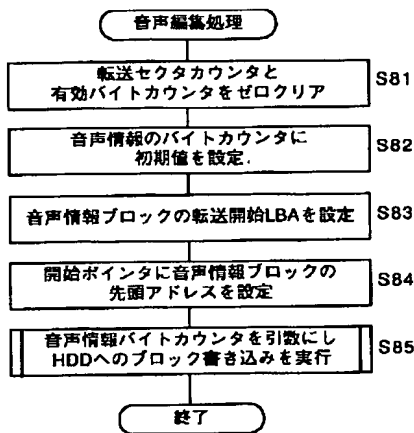 音声編集処理
転送セクタカウンタと
有効バイトカウンタをゼロクリア
S81
音声情報のバイトカウンタに
初期値を設定.
S82
音声情報ブロックの転送開始LBAを設定
S83
開始ポインタに音声情報ブロックの
先頭アドレスを設定
S84
音声情報バイトカウンタを引数にし
HDDへのブロック書き込みを実行
S85
終了